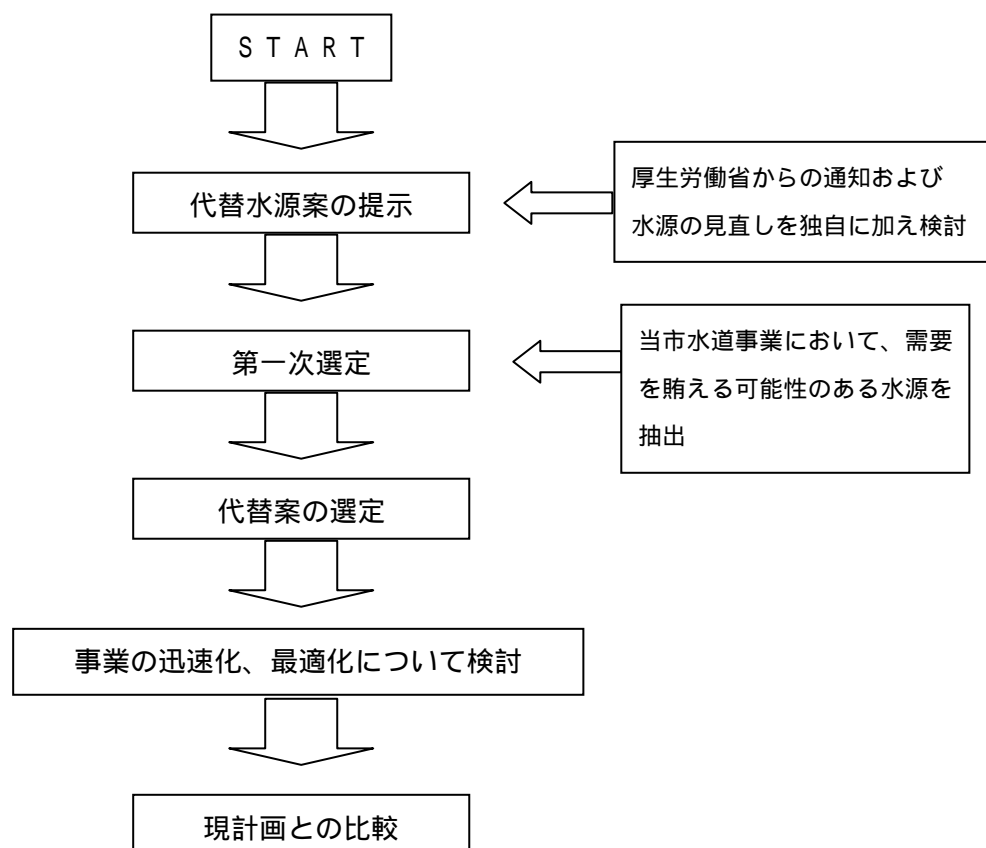 ＳＴＡＲＴ
代替水源案の提示
厚生労働省からの通知および
水源の見直しを独自に加え検討
第一次選定
当市水道事業において、需要
を賄える可能性のある水源を
抽出
代替案の選定
事業の迅速化、最適化について検討
現計画との比較